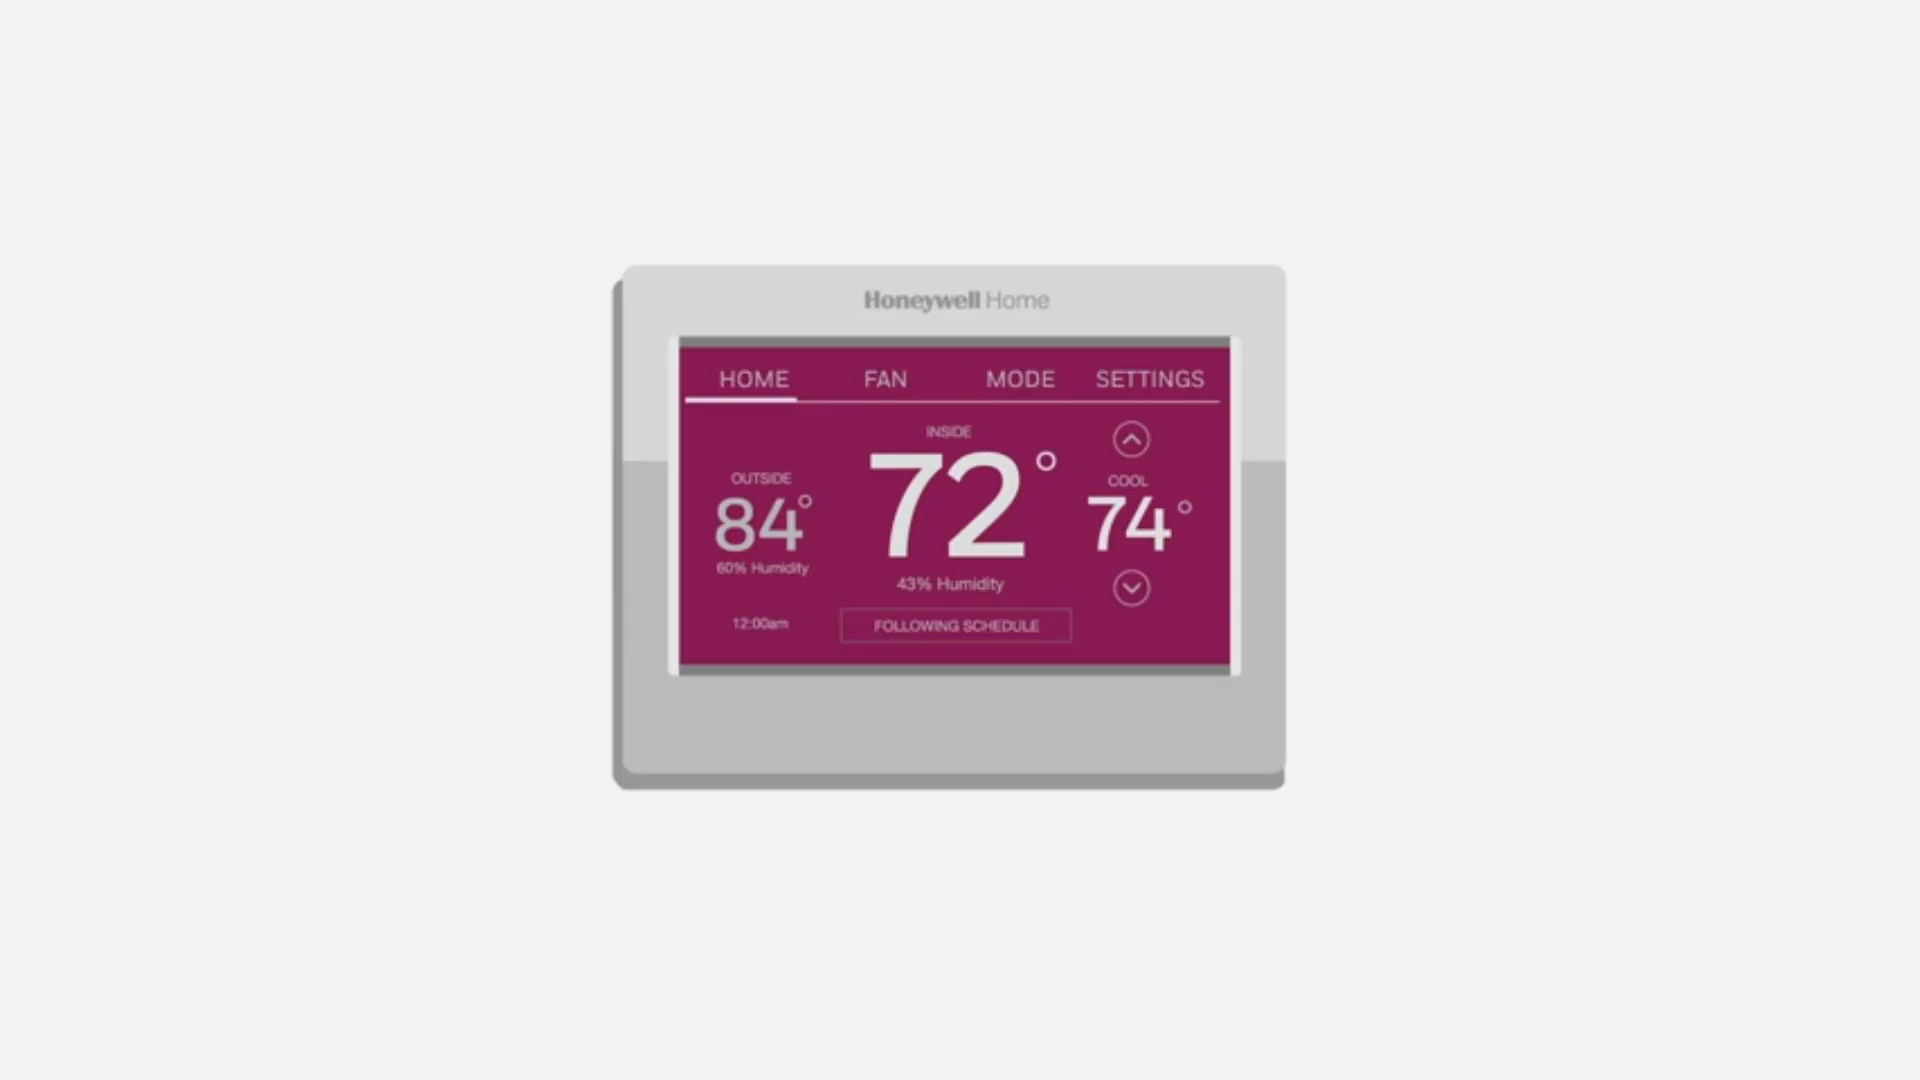 Honeywell Home
HOME FAN MODE SETTINGS
INSIDE
OUTSIDE
84°
60% Humidity
72°
43% Humidity
COOL
74°
12:00am
FOLLOWING SCHEDULE